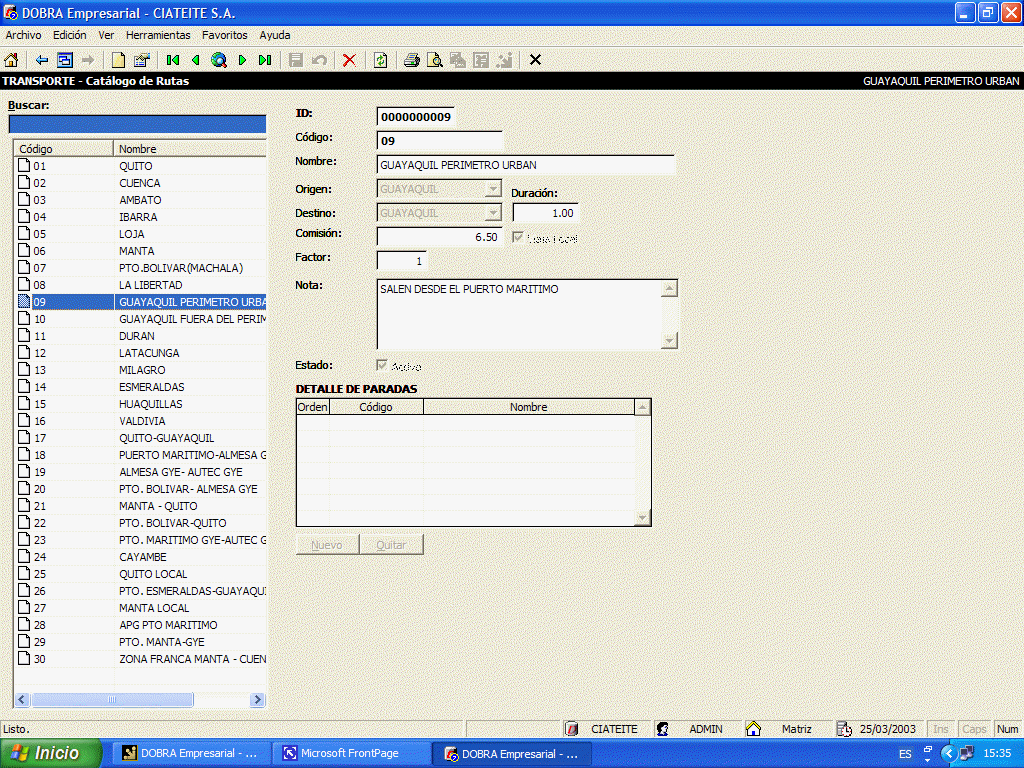 DOBRA Empresarial - CIATEITE S.A.
Archivo Edición Ver Herramientas Favoritos Ayuda
TRANSPORTE - Catálogo de Rutas GUAYAQUIL PERIMETRO URBAN
Buscar:
Código Nombre
01 QUITO
02 CUENCA
03 AMBATO
04 IBARRA
05 LOJA
06 MANTA
07 PTO.BOLIVAR(MACHALA)
08 LA LIBERTAD
09 GUAYAQUIL PERIMETRO URBA
10 GUAYAQUIL FUERA DEL PERIM
11 DURAN
12 LATACUNGA
13 MILAGRO
14 ESMERALDAS
15 HUAQUILLAS
16 VALDIVIA
17 QUITO-GUAYAQUIL
18 PUERTO MARITIMO-ALMESA G
19 ALMESA GYE- AUTEC GYE
20 PTO. BOLIVAR- ALMESA GYE
21 MANTA - QUITO
22 PTO. BOLIVAR-QUITO
23 PTO. MARITIMO GYE-AUTEC G
24 CAYAMBE
25 QUITO LOCAL
26 PTO. ESMERALDAS-GUAYAQUI
27 MANTA LOCAL
28 APG PTO MARITIMO
29 PTO. MANTA-GYE
30 ZONA FRANCA MANTA - CUEN
ID: 0000000009
Código: 09
Nombre: GUAYAQUIL PERIMETRO URBAN
Origen: GUAYAQUIL Duración:
Destino: GUAYAQUIL 1.00
Comisión: 6.50 Local
Factor: 1
Nota: SALEN DESDE EL PUERTO MARITIMO
Estado: Activo
DETALLE DE PARADAS
Orden Código Nombre
Nuevo Quitar
Listo. CIATEITE ADMIN Matriz 25/03/2003 Ins Caps Num
Inicio DOBRA Empresarial - ... Microsoft FrontPage DOBRA Empresarial - ... ES 15:35